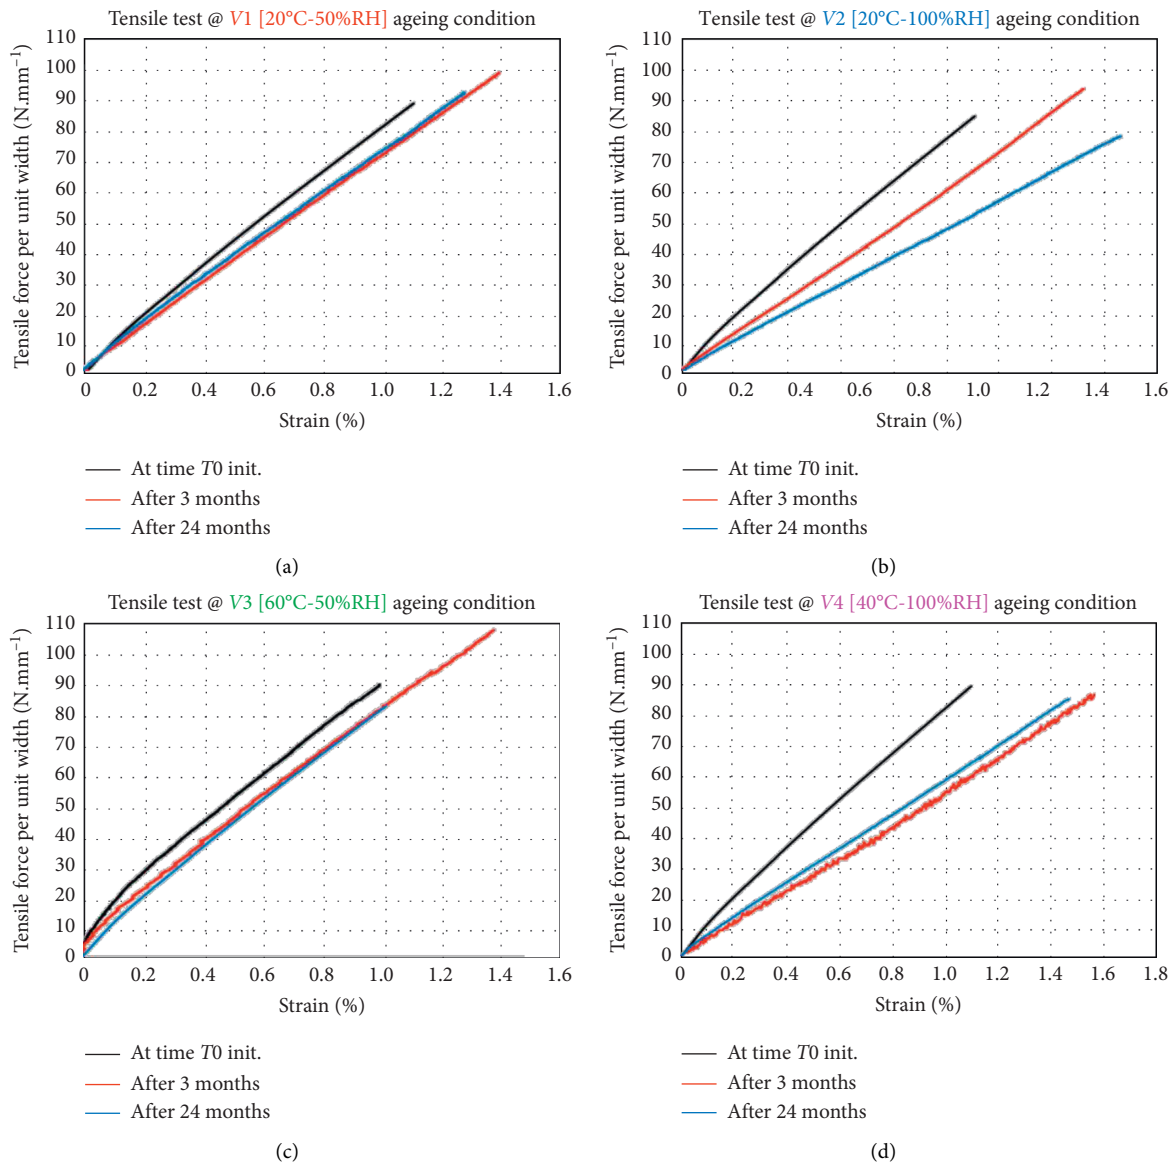 Tensile test @ V1 [20°C-50%RH] ageing condition
Tensile force per unit width (N.mm⁻¹)
110
100
90
80
70
60
50
40
30
20
10
0
0 0.2 0.4 0.6 0.8 1.0 1.2 1.4 1.6
Strain (%)
At time T0 init.
After 3 months
After 24 months
(a)
Tensile test @ V2 [20°C-100%RH] ageing condition
Tensile force per unit width (N.mm⁻¹)
110
100
90
80
70
60
50
40
30
20
10
0
0 0.2 0.4 0.6 0.8 1.0 1.2 1.4 1.6
Strain (%)
At time T0 init.
After 3 months
After 24 months
(b)
Tensile test @ V3 [60°C-50%RH] ageing condition
Tensile force per unit width (N.mm⁻¹)
110
100
90
80
70
60
50
40
30
20
10
0
0 0.2 0.4 0.6 0.8 1.0 1.2 1.4 1.6
Strain (%)
At time T0 init.
After 3 months
After 24 months
(c)
Tensile test @ V4 [40°C-100%RH] ageing condition
Tensile force per unit width (N.mm⁻¹)
110
100
90
80
70
60
50
40
30
20
10
0
0 0.2 0.4 0.6 0.8 1.0 1.2 1.4 1.6 1.8
Strain (%)
At time T0 init.
After 3 months
After 24 months
(d)